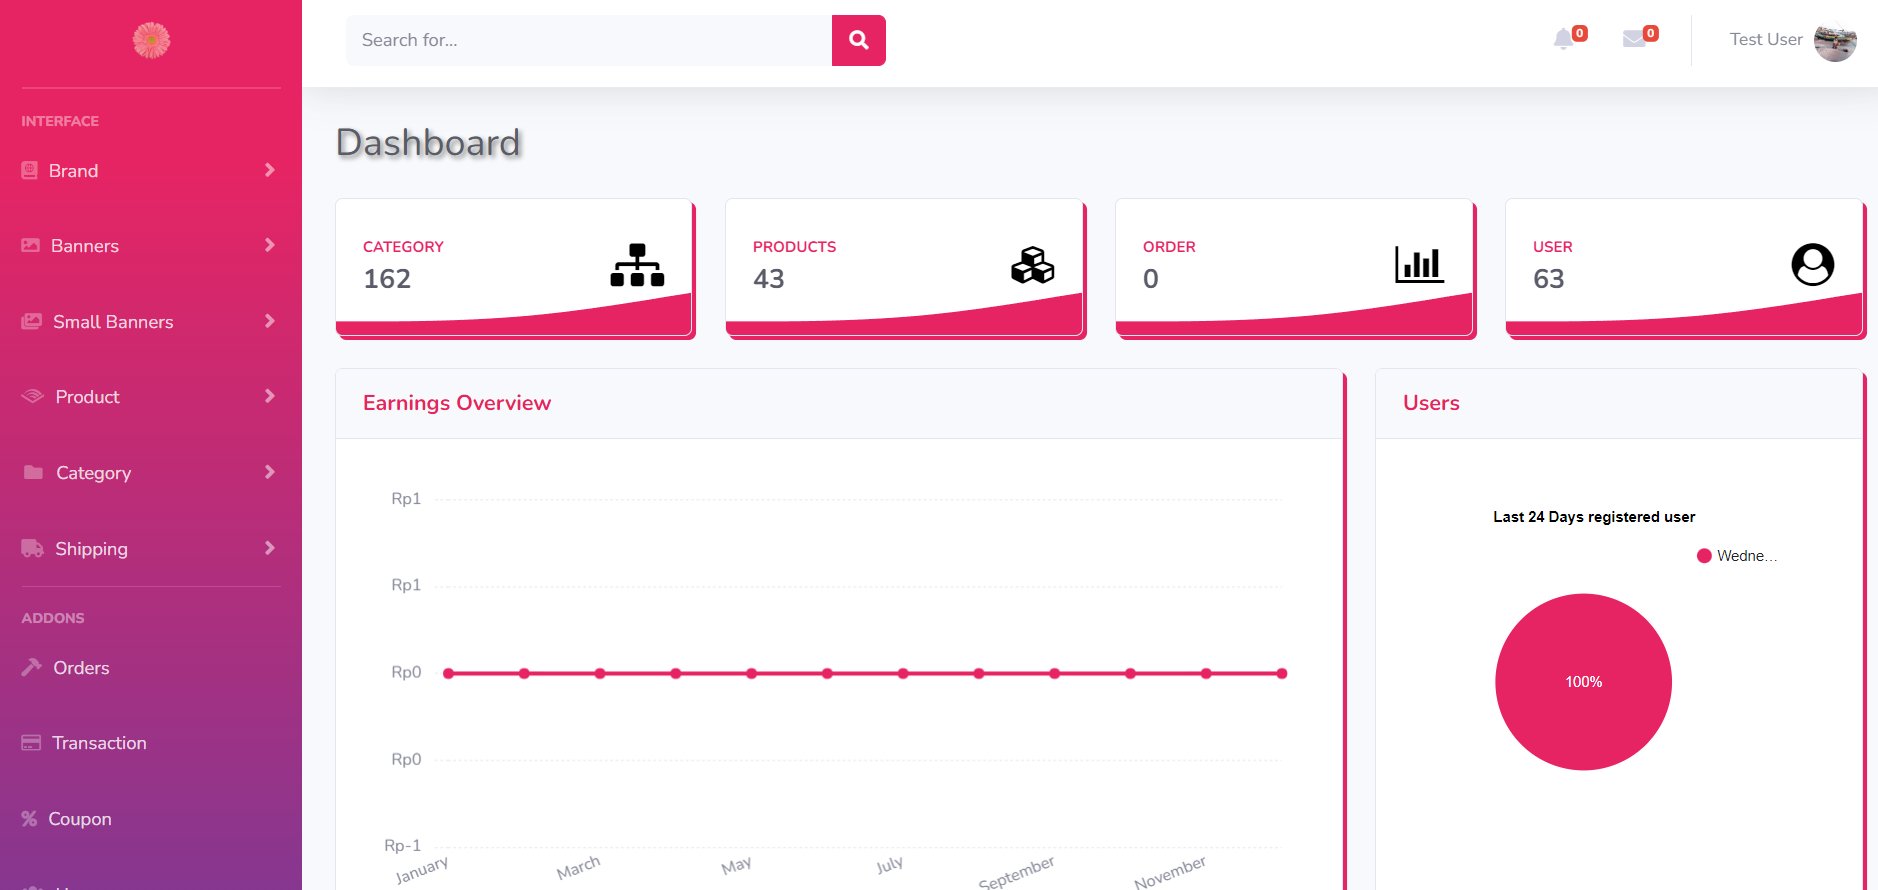 Search for...
0
0
Test User
INTERFACE
Brand
Banners
Small Banners
Product
Category
Shipping
ADDONS
Orders
Transaction
Coupon
Dashboard
CATEGORY
162
PRODUCTS
43
ORDER
0
USER
63
Earnings Overview
Rp1
Rp1
Rp0
Rp0
Rp-1
January
March
May
July
September
November
Users
Last 24 Days registered user
Wedne...
100%